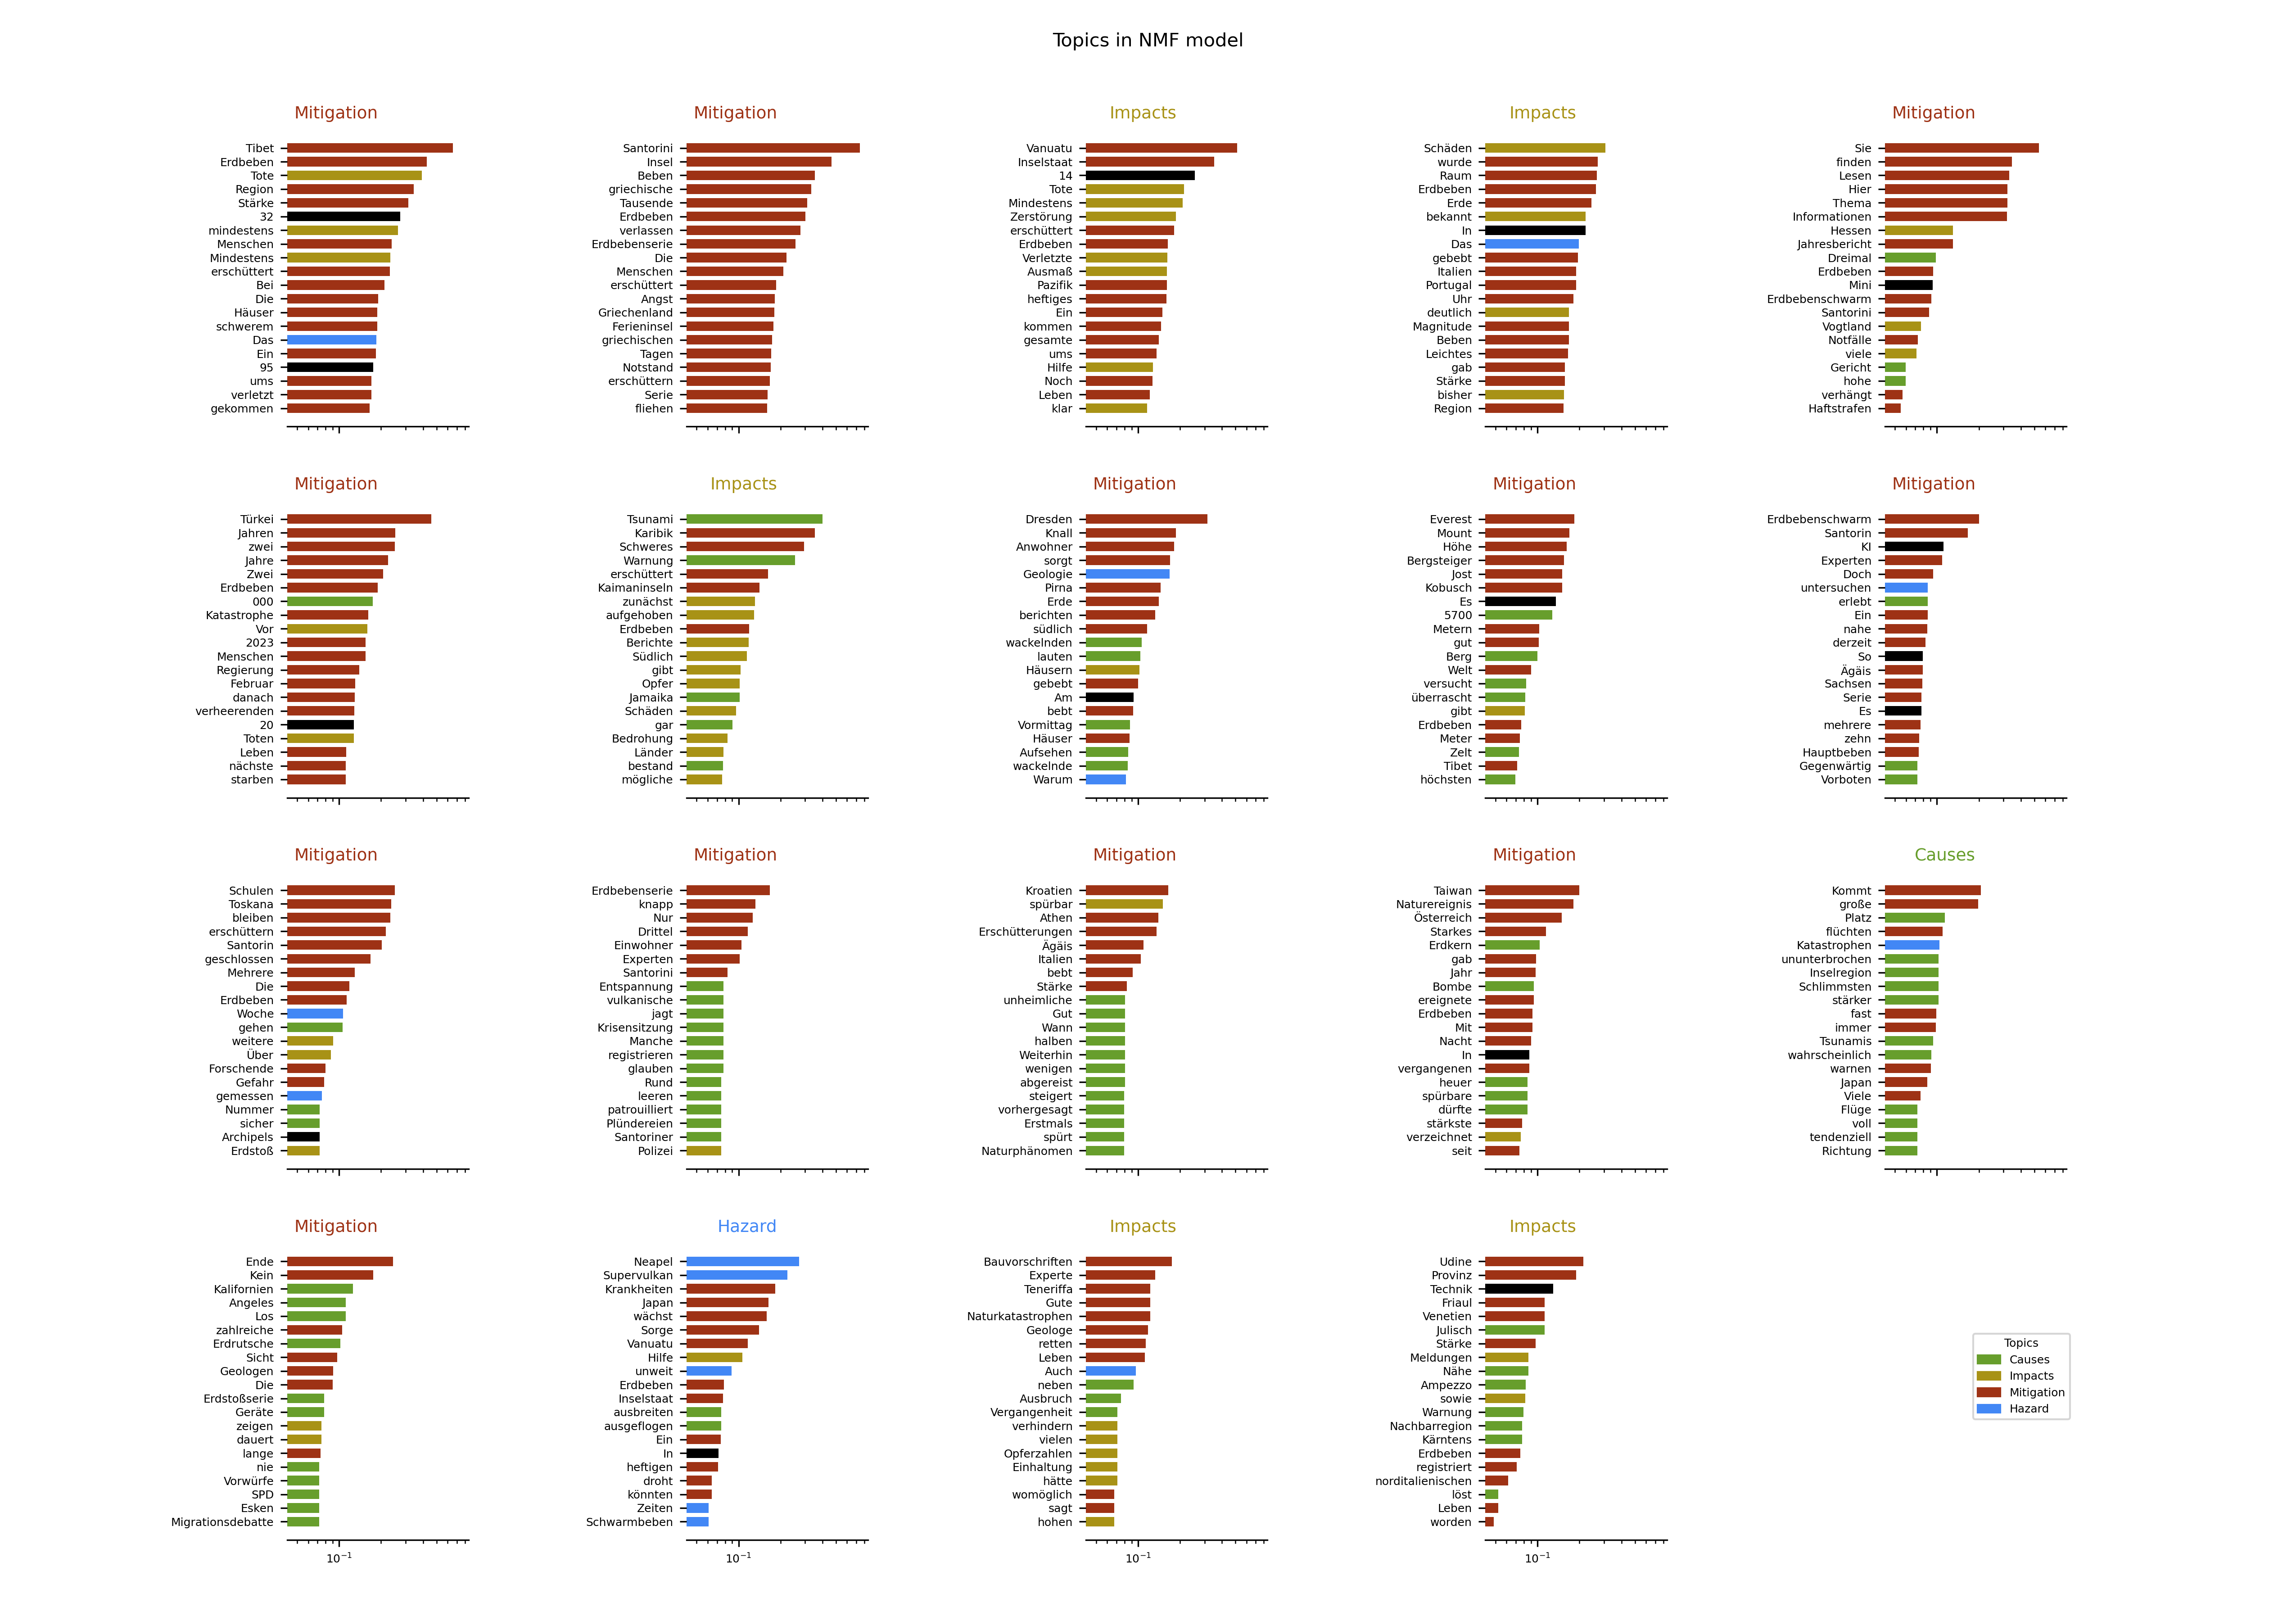 Topics in NMF model
Mitigation
Tibet
Erdbeben
Tote
Region
Stärke
32
mindestens
Menschen
Mindestens
erschüttert
Bei
Die
Häuser
schwerem
Das
Ein
95
ums
verletzt
gekommen
Mitigation
Santorini
Insel
Beben
griechische
Tausende
Erdbeben
verlassen
Erdbebenserie
Die
Menschen
erschüttert
Angst
Griechenland
Ferieninsel
griechischen
Tagen
Notstand
erschüttern
Serie
fliehen
Impacts
Vanuatu
Inselstaat
14
Tote
Mindestens
Zerstörung
erschüttert
Erdbeben
Verletzte
Ausmaß
Pazifik
heftiges
Ein
kommen
gesamte
ums
Hilfe
Noch
Leben
klar
Impacts
Schäden
wurde
Raum
Erdbeben
Erde
bekannt
In
Das
gebebt
Italien
Portugal
Uhr
deutlich
Magnitude
Beben
Leichtes
gab
Stärke
bisher
Region
Mitigation
Sie
finden
Lesen
Hier
Thema
Informationen
Hessen
Jahresbericht
Dreimal
Erdbeben
Mini
Erdbebenschwarm
Santorini
Vogtland
Notfälle
viele
Gericht
hohe
verhängt
Haftstrafen
Mitigation
Türkei
Jahren
zwei
Jahre
Zwei
Erdbeben
000
Katastrophe
Vor
2023
Menschen
Regierung
Februar
danach
verheerenden
20
Toten
Leben
nächste
starben
Impacts
Tsunami
Karibik
Schweres
Warnung
erschüttert
Kaimaninseln
zunächst
aufgehoben
Erdbeben
Berichte
Südlich
gibt
Opfer
Jamaika
Schäden
gar
Bedrohung
Länder
bestand
mögliche
Mitigation
Dresden
Knall
Anwohner
sorgt
Geologie
Pirna
Erde
berichten
südlich
wackelnden
lauten
Häusern
gebebt
Am
bebt
Vormittag
Häuser
Aufsehen
wackelnde
Warum
Mitigation
Everest
Mount
Höhe
Bergsteiger
Jost
Kobusch
Es
5700
Metern
gut
Berg
Welt
versucht
überrascht
gibt
Erdbeben
Meter
Zelt
Tibet
höchsten
Mitigation
Erdbebenschwarm
Santorin
KI
Experten
Doch
untersuchen
erlebt
Ein
nahe
derzeit
So
Ägäis
Sachsen
Serie
Es
mehrere
zehn
Hauptbeben
Gegenwärtig
Vorboten
Mitigation
Schulen
Toskana
bleiben
erschüttern
Santorin
geschlossen
Mehrere
Die
Erdbeben
Woche
gehen
weitere
Über
Forschende
Gefahr
gemessen
Nummer
sicher
Archipels
Erdstoß
Mitigation
Erdbebenserie
knapp
Nur
Drittel
Einwohner
Experten
Santorini
Entspannung
vulkanische
jagt
Krisensitzung
Manche
registrieren
glauben
Rund
leeren
patrouilliert
Plündereien
Santoriner
Polizei
Mitigation
Kroatien
spürbar
Athen
Erschütterungen
Ägäis
Italien
bebt
Stärke
unheimliche
Gut
Wann
halben
Weiterhin
wenigen
abgereist
steigert
vorhergesagt
Erstmals
spürt
Naturphänomen
Mitigation
Taiwan
Naturereignis
Österreich
Starkes
Erdkern
gab
Jahr
Bombe
ereignete
Erdbeben
Mit
Nacht
In
vergangenen
heuer
spürbare
dürfte
stärkste
verzeichnet
seit
Causes
Kommt
große
Platz
flüchten
Katastrophen
ununterbrochen
Inselregion
Schlimmsten
stärker
fast
immer
Tsunamis
wahrscheinlich
warnen
Japan
Viele
Flüge
voll
tendenziell
Richtung
Mitigation
Ende
Kein
Kalifornien
Angeles
Los
zahlreiche
Erdrutsche
Sicht
Geologen
Die
Erdstoßserie
Geräte
zeigen
dauert
lange
nie
Vorwürfe
SPD
Esken
Migrationsdebatte
10⁻¹
Hazard
Neapel
Supervulkan
Krankheiten
Japan
wächst
Sorge
Vanuatu
Hilfe
unweit
Erdbeben
Inselstaat
ausbreiten
ausgeflogen
Ein
In
heftigen
droht
könnten
Zeiten
Schwarmbeben
10⁻¹
Impacts
Bauvorschriften
Experte
Teneriffa
Gute
Naturkatastrophen
Geologe
retten
Leben
Auch
neben
Ausbruch
Vergangenheit
verhindern
vielen
Opferzahlen
Einhaltung
hätte
womöglich
sagt
hohen
10⁻¹
Impacts
Udine
Provinz
Technik
Friaul
Venetien
Julisch
Stärke
Meldungen
Nähe
Ampezzo
sowie
Warnung
Nachbarregion
Kärntens
Erdbeben
registriert
norditalienischen
löst
Leben
worden
10⁻¹
Topics
Causes
Impacts
Mitigation
Hazard